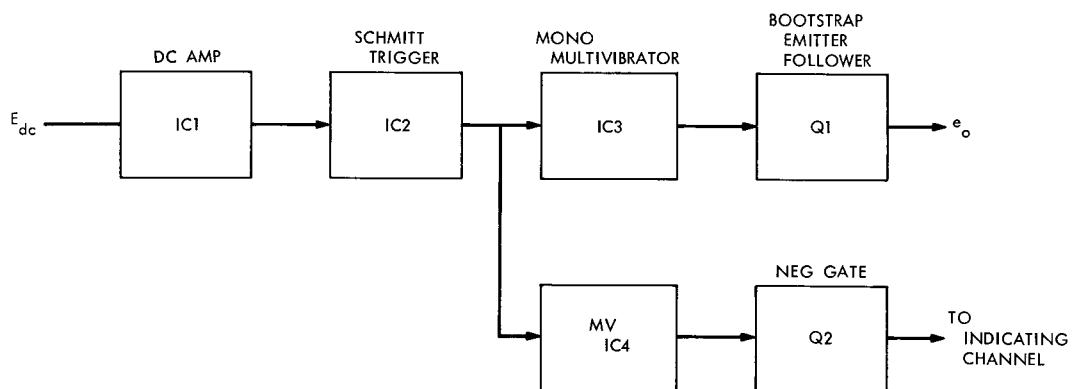 BOOTSTRAP
EMITTER
FOLLOWER
SCHMITT
TRIGGER
MONO
MULTIVIBRATOR
DC AMP
E_dc
IC1
IC2
IC3
Q1
e_o
NEG GATE
MV
IC4
Q2
TO
INDICATING
CHANNEL